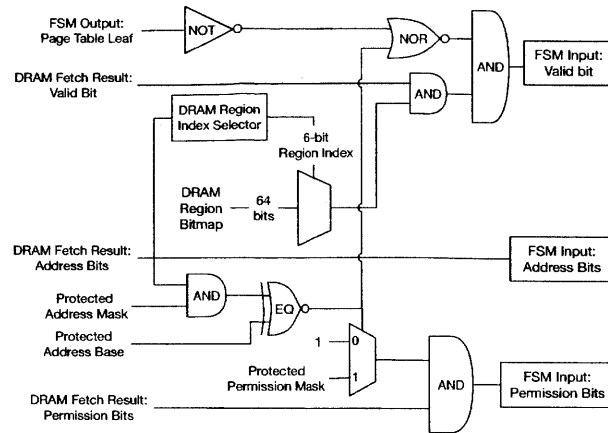 FSM Output:
Page Table Leaf
NOT
NOR
AND
FSM Input:
Valid bit
DRAM Fetch Result:
Valid Bit
AND
DRAM Region
Index Selector
6-bit
Region Index
DRAM
Region
Bitmap
64
bits
DRAM Fetch Result:
Address Bits
FSM Input:
Address Bits
Protected
Address Mask
AND
EQ
Protected
Address Base
1
0
Protected
Permission Mask
1
AND
FSM Input:
Permission Bits
DRAM Fetch Result:
Permission Bits